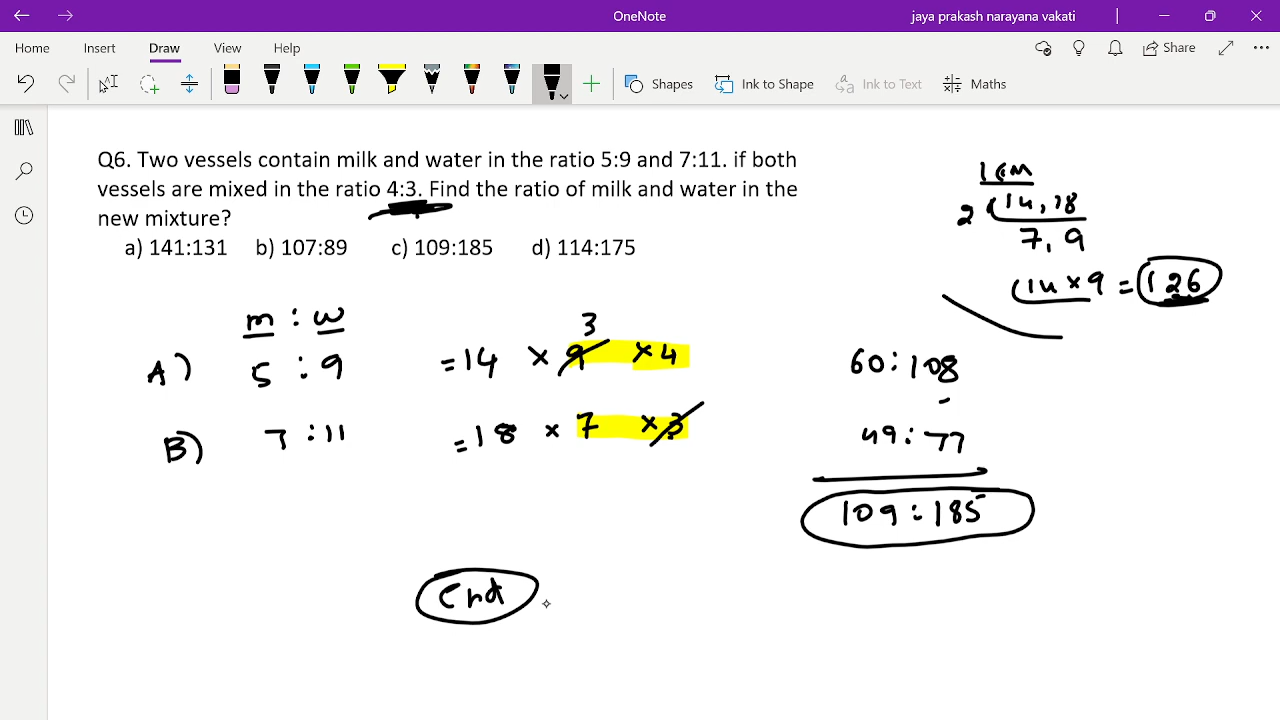 OneNote
jaya prakash narayana vakati
Home Insert Draw View Help
Share
Shapes
Ink to Shape
Ink to Text
Maths
Q6. Two vessels contain milk and water in the ratio 5:9 and 7:11. if both
vessels are mixed in the ratio 4:3. Find the ratio of milk and water in the
new mixture?
a) 141:131 b) 107:89 c) 109:185 d) 114:175
LCM
2 14, 18
7, 9
14 × 9 = 126
m : w
3
A) 5 : 9 = 14 × 9 × 4
60 : 108
B) 7 : 11 = 18 × 7 × 3
49 : 77
109 : 185
End